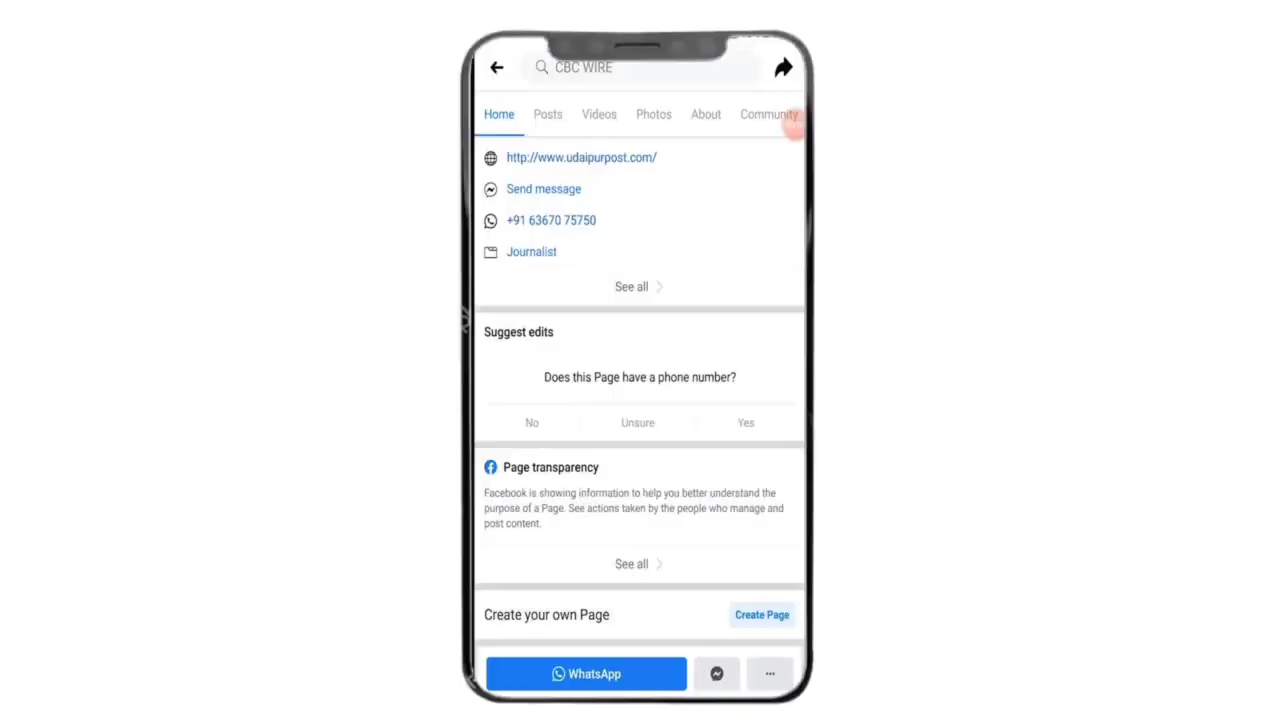 CBC WIRE
Home Posts Videos Photos About Community
http://www.udaipurpost.com/
Send message
+91 63670 75750
Journalist
See all
Suggest edits
Does this Page have a phone number?
No Unsure Yes
Page transparency
Facebook is showing information to help you better understand the
purpose of a Page. See actions taken by the people who manage and
post content.
See all
Create your own Page Create Page
WhatsApp